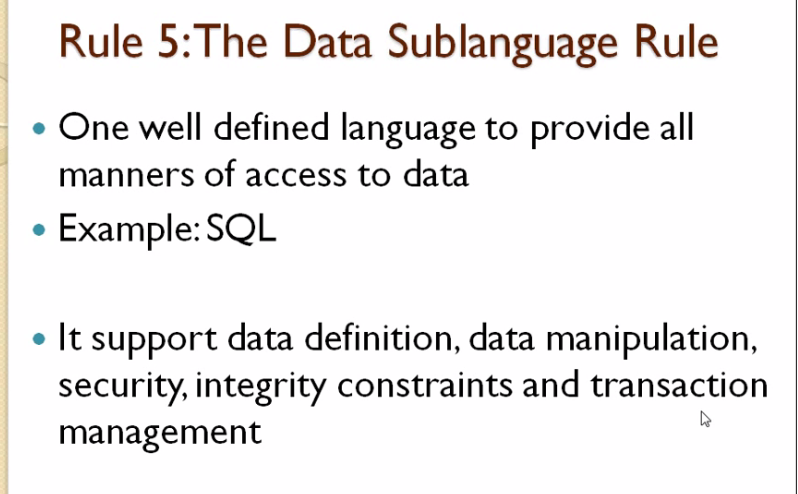 Rule 5:The Data Sublanguage Rule
One well defined language to provide all
manners of access to data
Example: SQL
It support data definition, data manipulation,
security, integrity constraints and transaction
management